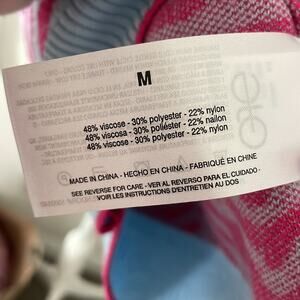 M
48% viscose - 30% polyester - 22% nylon
48% viscosa - 30% poliéster - 22% nailon
48% viscose - 30% polyester - 22% nylon
MADE IN CHINA - HECHO EN CHINA - FABRIQUÉ EN CHINE
SEE REVERSE FOR CARE - VER AL REVERSO PARA EL CUIDADO -
VOIR LES INSTRUCTIONS D'ENTRETIEN AU DOS